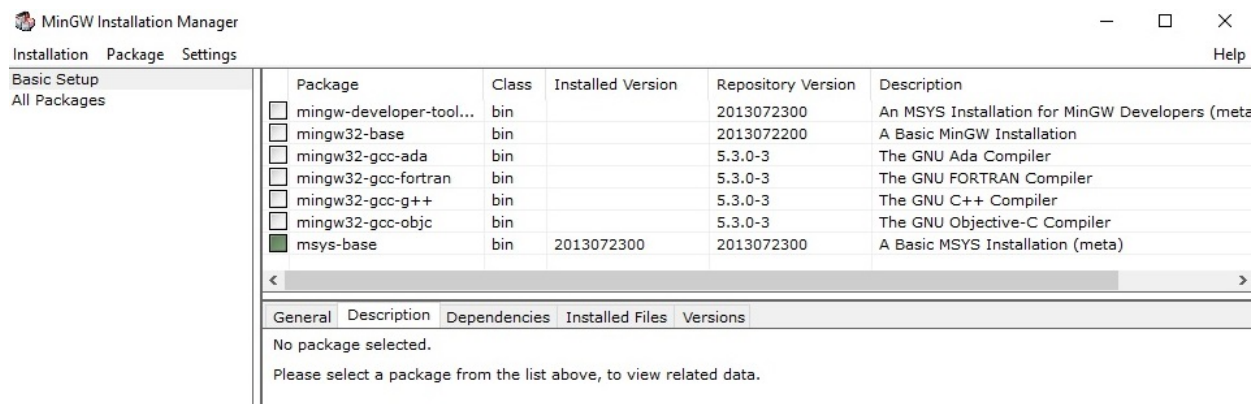 MinGW Installation Manager
Installation Package Settings Help
Basic Setup
All Packages
Package Class Installed Version Repository Version Description
mingw-developer-tool... bin 2013072300 An MSYS Installation for MinGW Developers (meta
mingw32-base bin 2013072200 A Basic MinGW Installation
mingw32-gcc-ada bin 5.3.0-3 The GNU Ada Compiler
mingw32-gcc-fortran bin 5.3.0-3 The GNU FORTRAN Compiler
mingw32-gcc-g++ bin 5.3.0-3 The GNU C++ Compiler
mingw32-gcc-objc bin 5.3.0-3 The GNU Objective-C Compiler
msys-base bin 2013072300 2013072300 A Basic MSYS Installation (meta)
General Description Dependencies Installed Files Versions
No package selected.
Please select a package from the list above, to view related data.